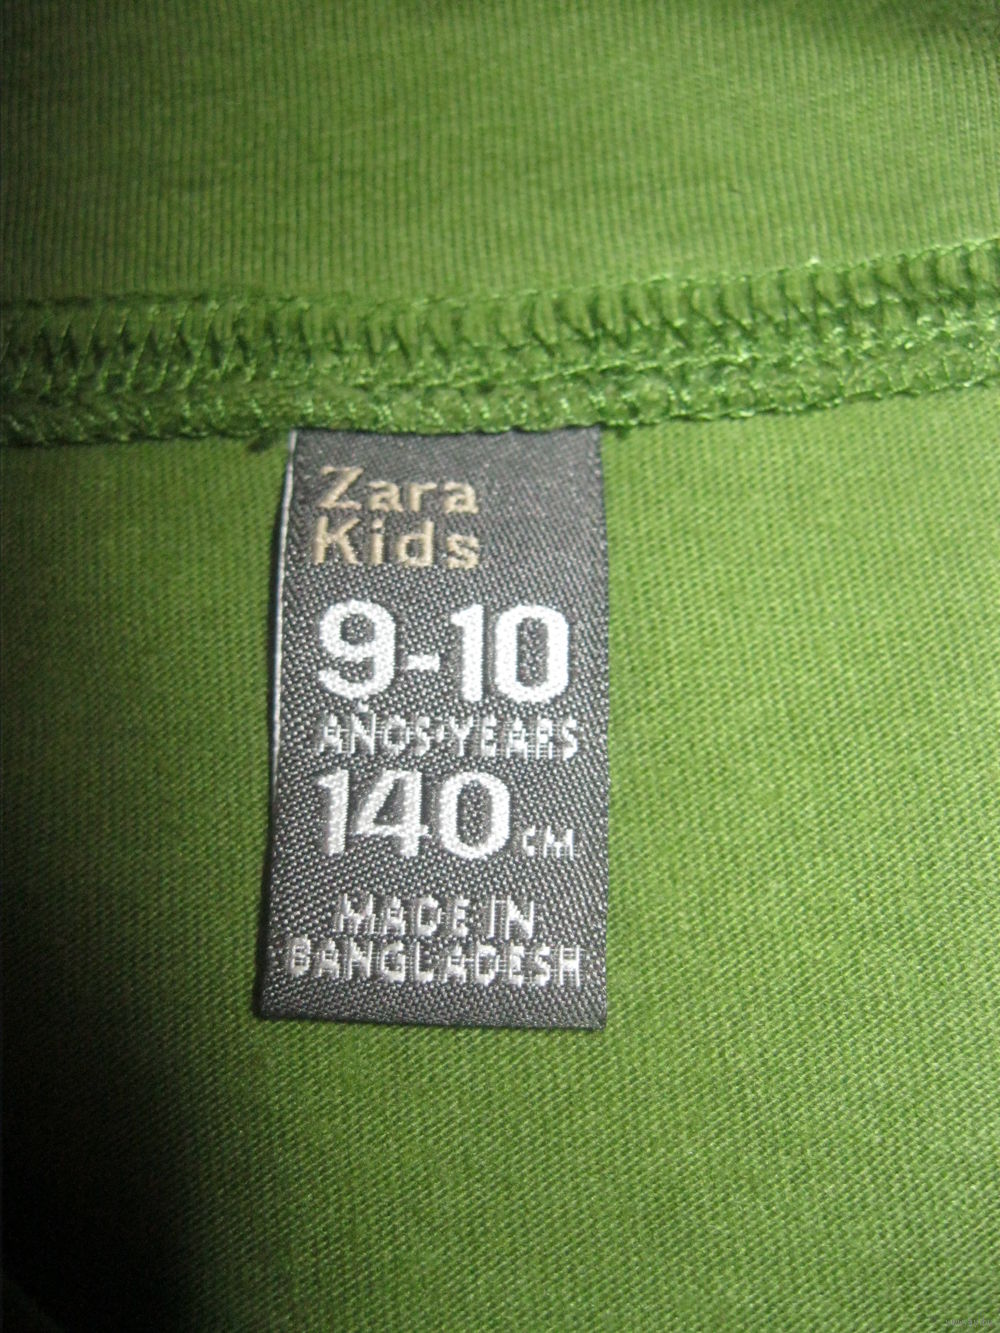 Zara
Kids
9-10
AÑOS·YEARS
140 CM
MADE IN
BANGLADESH